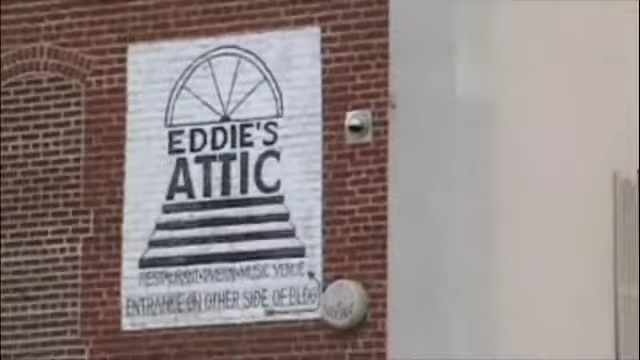 EDDIE'S
ATTIC
RESTAURANT•TAVERN•MUSIC VENUE
ENTRANCE ON OTHER SIDE OF BLDG